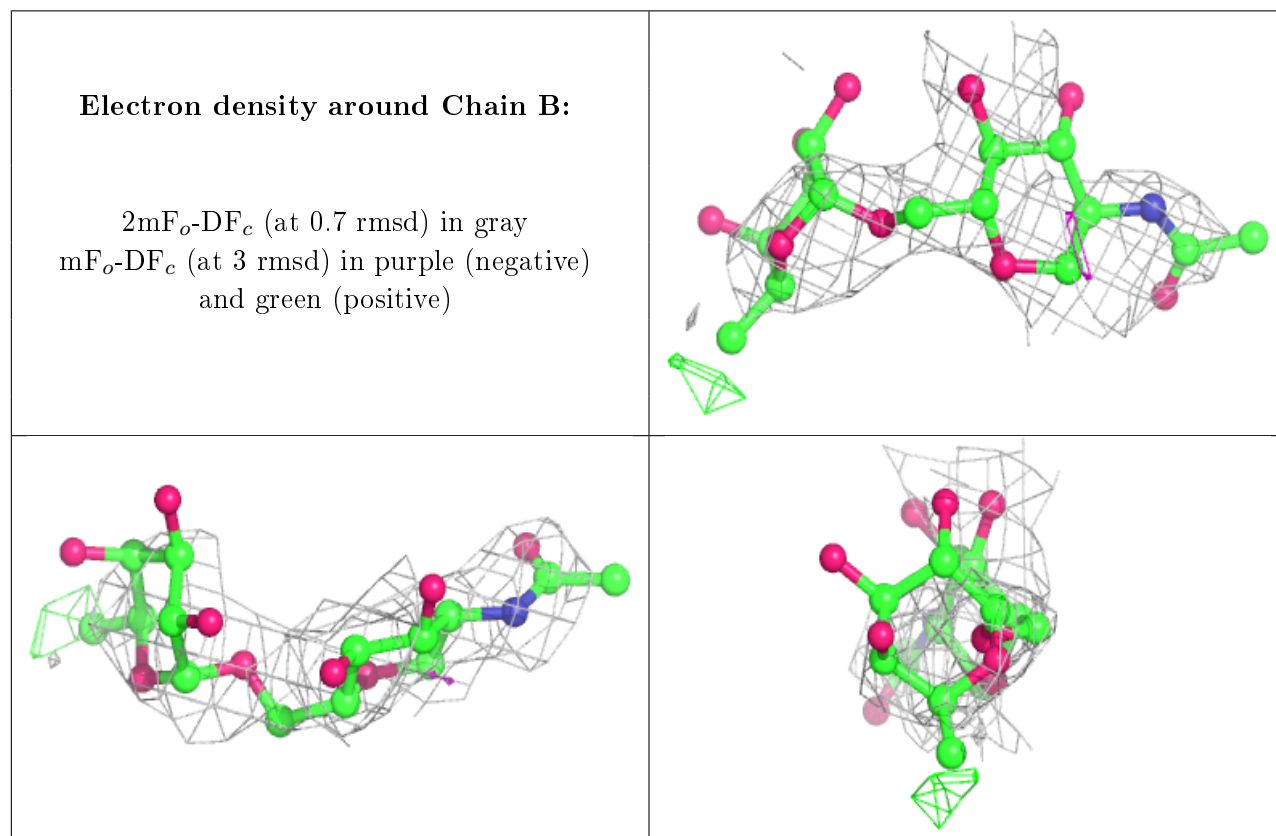 Electron density around Chain B:
2mFₒ-DF𝒸 (at 0.7 rmsd) in gray
mFₒ-DF𝒸 (at 3 rmsd) in purple (negative)
and green (positive)